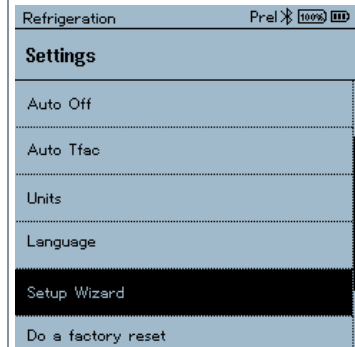 Refrigeration Prel 100%
Settings
Auto Off
Auto Tfac
Units
Language
Setup Wizard
Do a factory reset